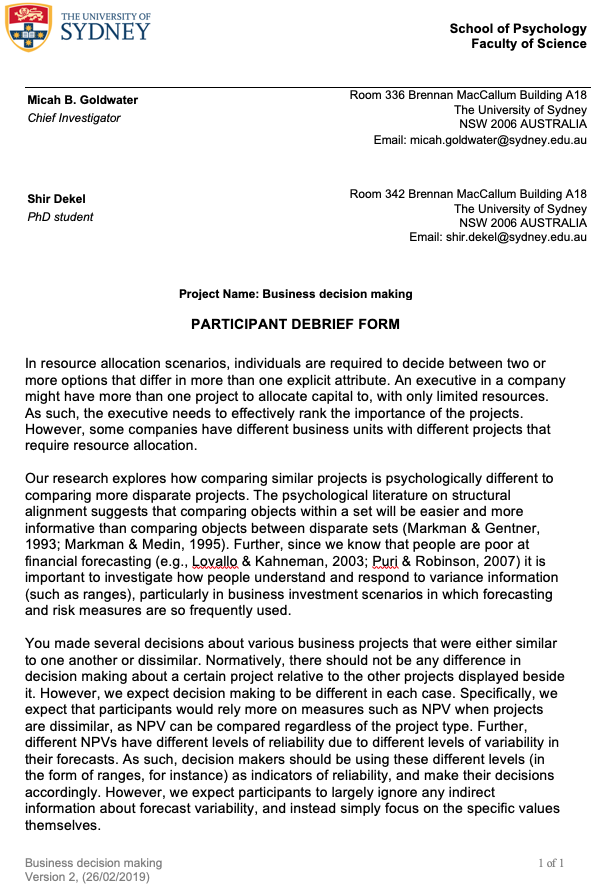 THE UNIVERSITY OF
SYDNEY
School of Psychology
Faculty of Science
Micah B. Goldwater
Chief Investigator
Room 336 Brennan MacCallum Building A18
The University of Sydney
NSW 2006 AUSTRALIA
Email: micah.goldwater@sydney.edu.au
Shir Dekel
PhD student
Room 342 Brennan MacCallum Building A18
The University of Sydney
NSW 2006 AUSTRALIA
Email: shir.dekel@sydney.edu.au
Project Name: Business decision making
PARTICIPANT DEBRIEF FORM
In resource allocation scenarios, individuals are required to decide between two or
more options that differ in more than one explicit attribute. An executive in a company
might have more than one project to allocate capital to, with only limited resources.
As such, the executive needs to effectively rank the importance of the projects.
However, some companies have different business units with different projects that
require resource allocation.
Our research explores how comparing similar projects is psychologically different to
comparing more disparate projects. The psychological literature on structural
alignment suggests that comparing objects within a set will be easier and more
informative than comparing objects between disparate sets (Markman & Gentner,
1993; Markman & Medin, 1995). Further, since we know that people are poor at
financial forecasting (e.g., Lovallo & Kahneman, 2003; Puri & Robinson, 2007) it is
important to investigate how people understand and respond to variance information
(such as ranges), particularly in business investment scenarios in which forecasting
and risk measures are so frequently used.
You made several decisions about various business projects that were either similar
to one another or dissimilar. Normatively, there should not be any difference in
decision making about a certain project relative to the other projects displayed beside
it. However, we expect decision making to be different in each case. Specifically, we
expect that participants would rely more on measures such as NPV when projects
are dissimilar, as NPV can be compared regardless of the project type. Further,
different NPVs have different levels of reliability due to different levels of variability in
their forecasts. As such, decision makers should be using these different levels (in
the form of ranges, for instance) as indicators of reliability, and make their decisions
accordingly. However, we expect participants to largely ignore any indirect
information about forecast variability, and instead simply focus on the specific values
themselves.
Business decision making
Version 2, (26/02/2019)
1 of 1